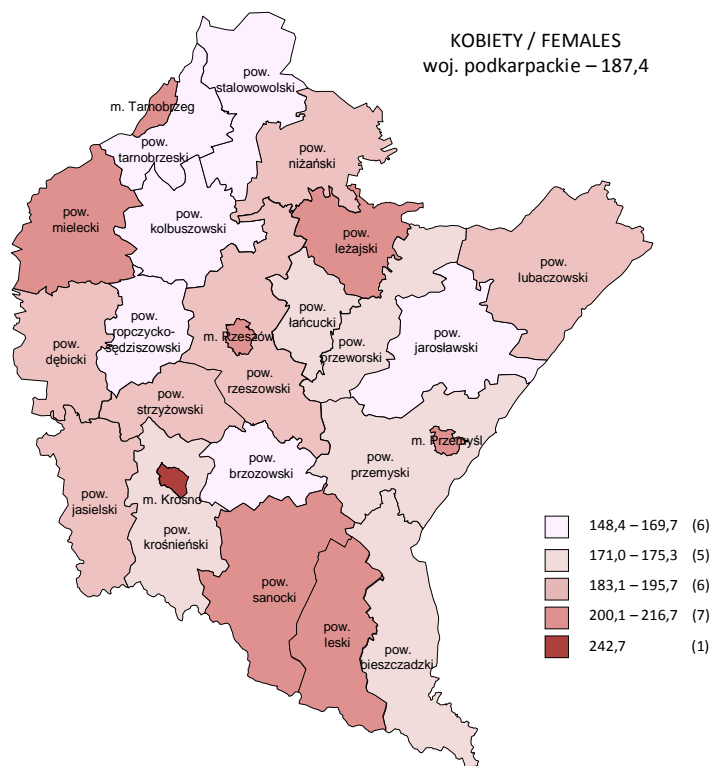 KOBIETY / FEMALES
woj. podkarpackie – 187,4
pow.
stalowowolski
m. Tarnobrzeg
pow.
tarnobrzeski
pow.
niżański
pow.
mielecki
pow.
kolbuszowski
pow.
leżajski
pow.
lubaczowski
pow.
ropczycko-
sędziszowski
m. Rzeszów
pow.
łańcucki
pow.
przeworski
pow.
jarosławski
pow.
dębicki
pow.
rzeszowski
pow.
strzyżowski
m. Przemyśl
pow.
brzozowski
pow.
przemyski
pow.
jasielski
m. Krosno
pow.
krośnieński
pow.
sanocki
pow.
leski
pow.
bieszczadzki
148,4 – 169,7 (6)
171,0 – 175,3 (5)
183,1 – 195,7 (6)
200,1 – 216,7 (7)
242,7 (1)